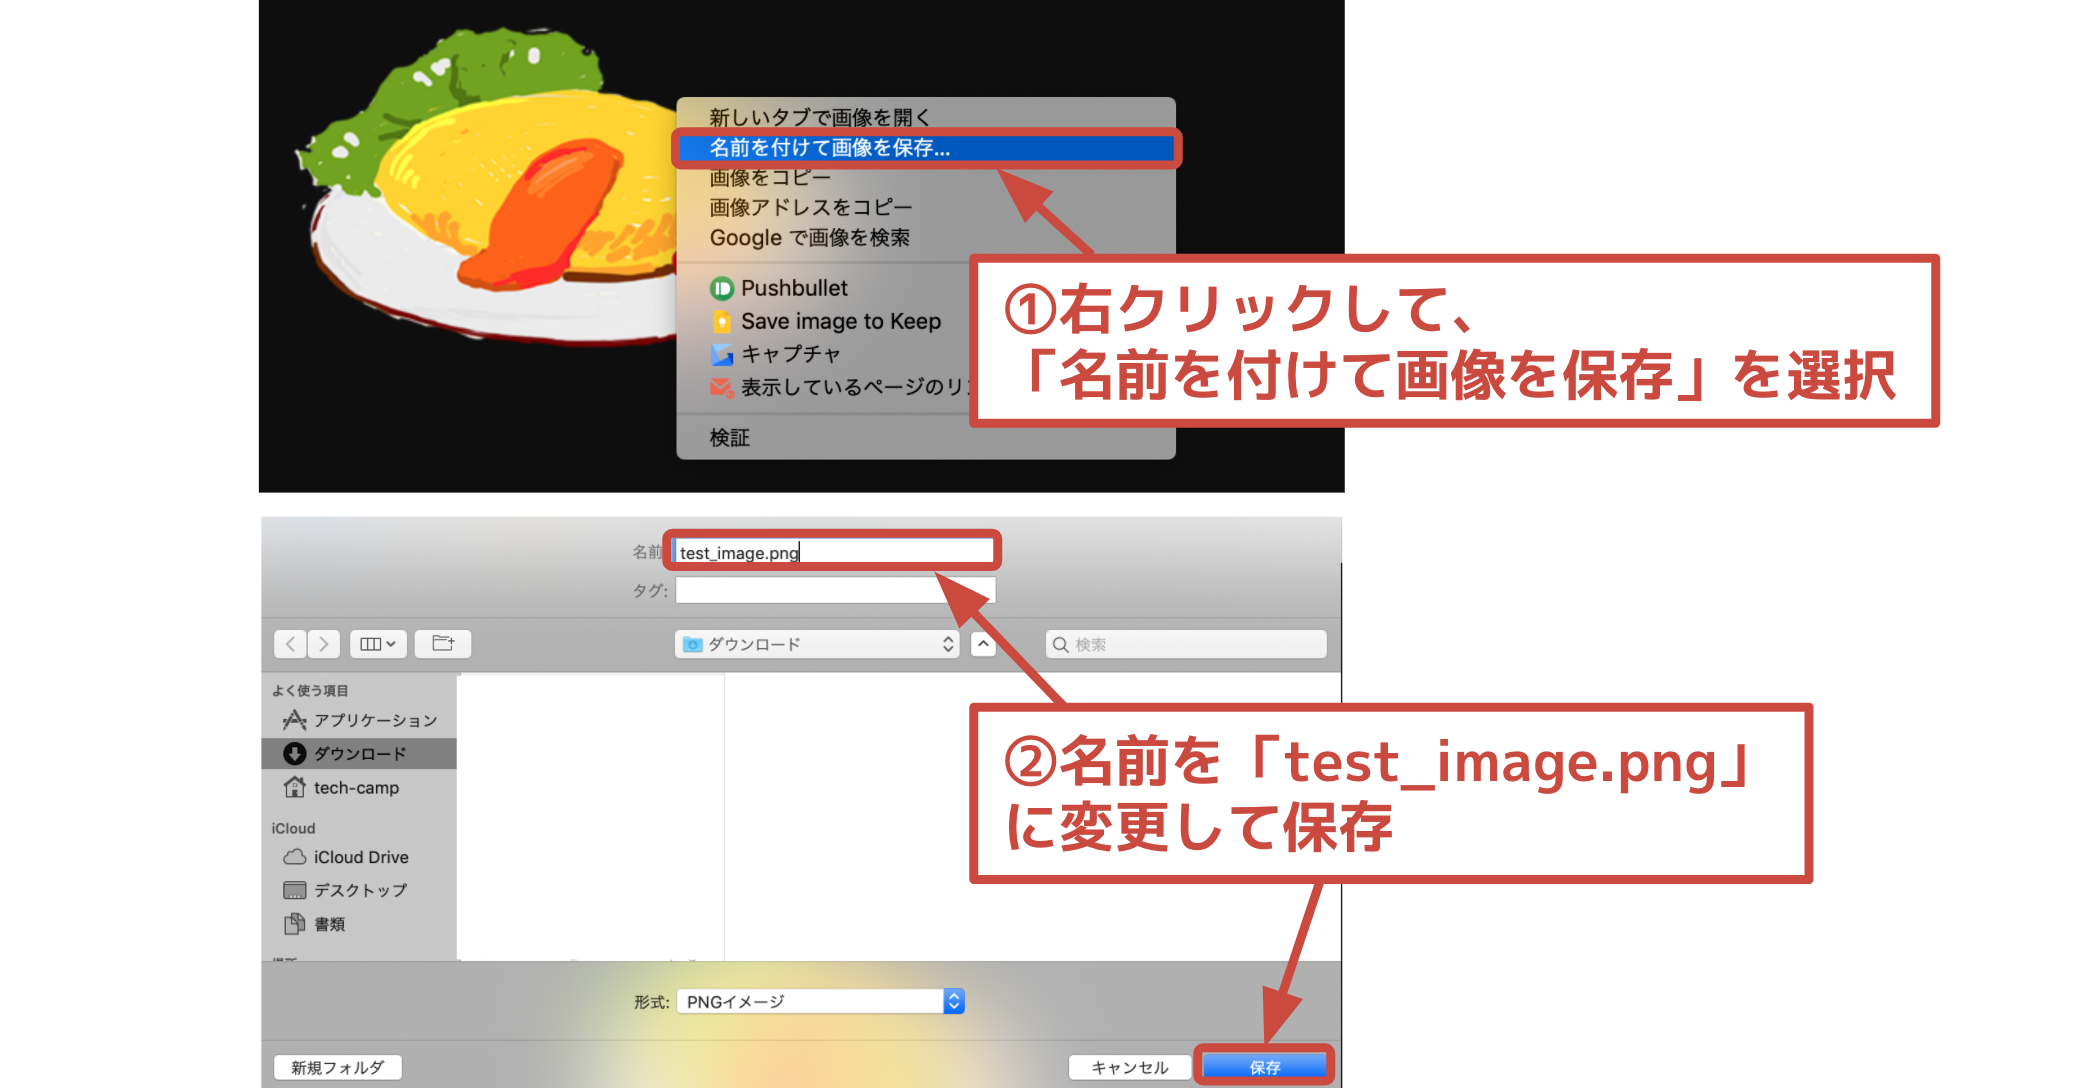 新しいタブで画像を開く
名前を付けて画像を保存...
画像をコピー
画像アドレスをコピー
Google で画像を検索
Pushbullet
Save image to Keep
キャプチャ
表示しているページのリ
検証
①右クリックして、
「名前を付けて画像を保存」を選択
名前
test_image.png
タグ:
ダウンロード
検索
よく使う項目
アプリケーション
ダウンロード
tech-camp
iCloud
iCloud Drive
デスクトップ
書類
②名前を「test_image.png」
に変更して保存
形式: PNGイメージ
新規フォルダ
キャンセル
保存